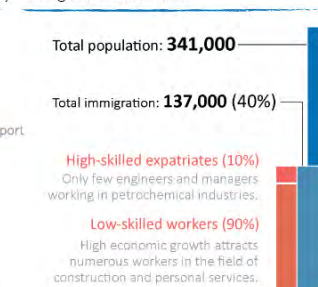 Total population: 341,000
Total immigration: 137,000 (40%)
port
High-skilled expatriates (10%)
Only few engineers and managers
working in petrochemical industries.
Low-skilled workers (90%)
High economic growth attracts
numerous workers in the field of
construction and personal services.